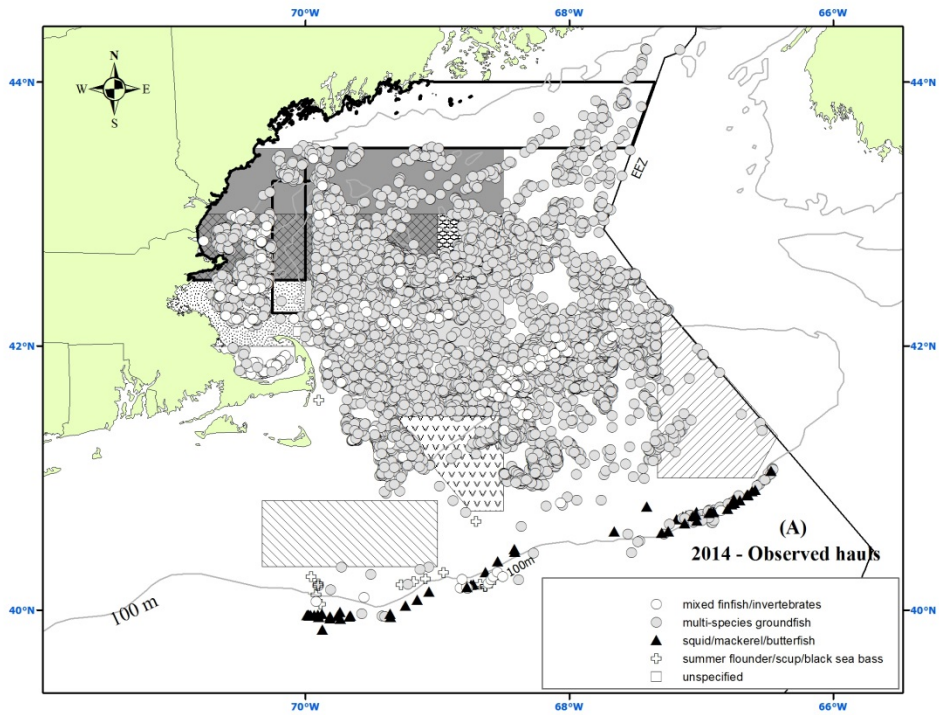 70°W 68°W 66°W
N
W E
S
44°N 44°N
EEZ
42°N 42°N
(A)
2014 - Observed hauls
100m
100 m
40°N 40°N
mixed finfish/invertebrates
multi-species groundfish
squid/mackerel/butterfish
summer flounder/scup/black sea bass
unspecified
70°W 68°W 66°W